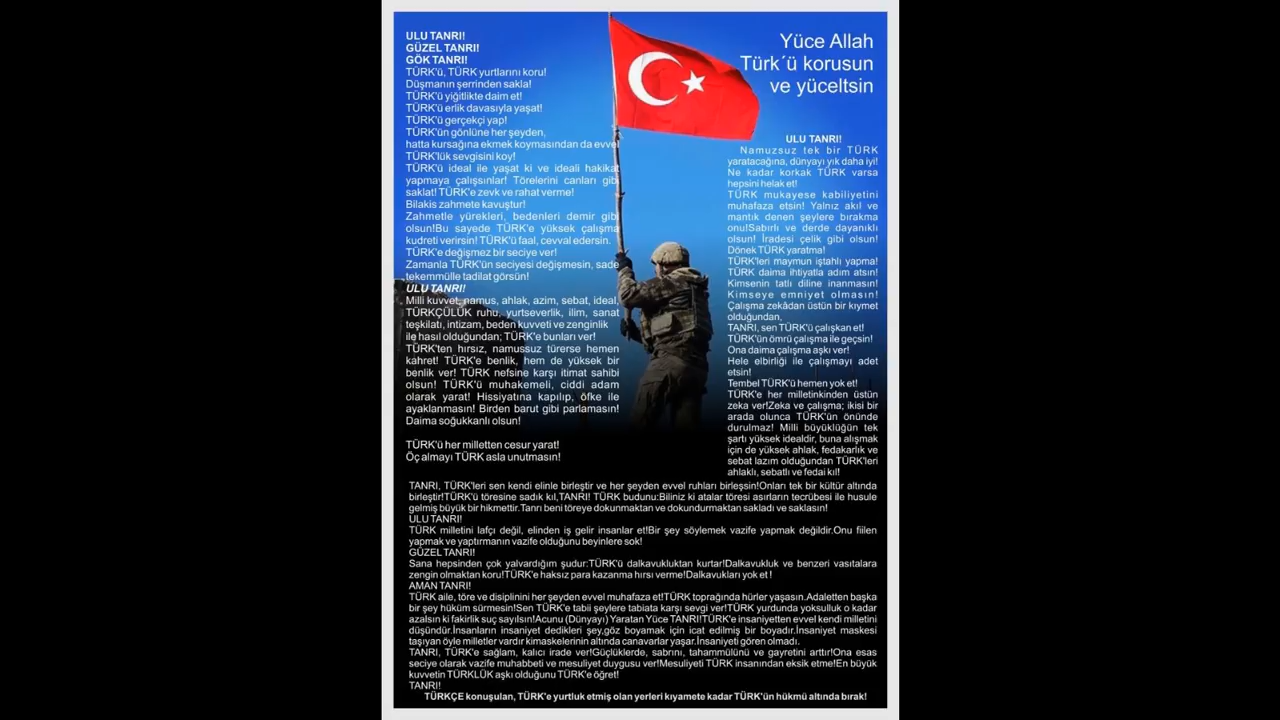 ULU TANRI!
GÜZEL TANRI!
GÖK TANRI!
TÜRK'ü, TÜRK yurtlarını koru!
Düşmanın şerrinden sakla!
TÜRK'ü yiğitlikte daim et!
TÜRK'ü erlik davasıyla yaşat!
TÜRK'ü gerçekçi yap!
TÜRK'ün gönlüne her şeyden,
hatta kursağına ekmek koymasından da evvel
TÜRK'lük sevgisini koy!
TÜRK'ü ideal ile yaşat ki ve ideali hakikat
yapmaya çalışsınlar! Törelerini canları gibi
saklat! TÜRK'e zevk ve rahat verme!
Bilakis zahmete kavuştur!
Zahmetle yürekleri, bedenleri demir gibi
olsun!Bu sayede TÜRK'e yüksek çalışma
kudreti verirsin! TÜRK'ü faal, cevval edersin.
TÜRK'e değişmez bir seciye ver!
Zamanla TÜRK'ün seciyesi değişmesin, sade
tekemmülle tadilat görsün!
ULU TANRI!
Milli kuvvet, namus, ahlak, azim, sebat, ideal,
TÜRKÇÜLÜK ruhu, yurtseverlik, ilim, sanat
teşkilatı, intizam, beden kuvveti ve zenginlik
ile hasıl olduğundan; TÜRK'e bunları ver!
TÜRK'ten hırsız, namussuz türerse hemen
kahret! TÜRK'e benlik, hem de yüksek bir
benlik ver! TÜRK nefsine karşı itimat sahibi
olsun! TÜRK'ü muhakemeli, ciddi adam
olarak yarat! Hissiyatına kapılıp, öfke ile
ayaklanmasın! Birden barut gibi parlamasın!
Daima soğukkanlı olsun!
TÜRK'ü her milletten cesur yarat!
Öç almayı TÜRK asla unutmasın!
Yüce Allah
Türk´ü korusun
ve yüceltsin
ULU TANRI!
Namuzsuz tek bir TÜRK
yaratacağına, dünyayı yık daha iyi!
Ne kadar korkak TÜRK varsa
hepsini helak et!
TÜRK mukayese kabiliyetini
muhafaza etsin! Yalnız akıl ve
mantık denen şeylere bırakma
onu!Sabırlı ve derde dayanıklı
olsun! İradesi çelik gibi olsun!
Dönek TÜRK yaratma!
TÜRK'leri maymun iştahlı yapma!
TÜRK daima ihtiyatla adım atsın!
Kimsenin tatlı diline inanmasın!
Kimseye emniyet olmasın!
Çalışma zekâdan üstün bir kıymet
olduğundan,
TANRI, sen TÜRK'ü çalışkan et!
TÜRK'ün ömrü çalışma ile geçsin!
Ona daima çalışma aşkı ver!
Hele elbirliği ile çalışmayı adet
etsin!
Tembel TÜRK'ü hemen yok et!
TÜRK'e her milletinkinden üstün
zeka ver!Zeka ve çalışma; ikisi bir
arada olunca TÜRK'ün önünde
durulmaz! Milli büyüklüğün tek
şartı yüksek idealdir, buna alışmak
için de yüksek ahlak, fedakarlık ve
sebat lazım olduğundan TÜRK'leri
ahlaklı, sebatlı ve fedai kıl!
TANRI, TÜRK'leri sen kendi elinle birleştir ve her şeyden evvel ruhları birleşsin!Onları tek bir kültür altında
birleştir!TÜRK'ü töresine sadık kıl,TANRI! TÜRK budunu:Biliniz ki atalar töresi asırların tecrübesi ile husule
gelmiş büyük bir hikmettir.Tanrı beni töreye dokunmaktan ve dokundurmaktan sakladı ve saklasın!
ULU TANRI!
TÜRK milletini lafçı değil, elinden iş gelir insanlar et!Bir şey söylemek vazife yapmak değildir.Onu fiilen
yapmak ve yaptırmanın vazife olduğunu beyinlere sok!
GÜZEL TANRI!
Sana hepsinden çok yalvardığım şudur:TÜRK'ü dalkavukluktan kurtar!Dalkavukluk ve benzeri vasıtalara
zengin olmaktan koru!TÜRK'e haksız para kazanma hırsı verme!Dalkavukları yok et !
AMAN TANRI!
TÜRK aile, töre ve disiplinini her şeyden evvel muhafaza et!TÜRK toprağında hürler yaşasın.Adaletten başka
bir şey hüküm sürmesin!Sen TÜRK'e tabii şeylere tabiata karşı sevgi ver!TÜRK yurdunda yoksulluk o kadar
azalsın ki fakirlik suç sayılsın!Acunu (Dünyayı) Yaratan Yüce TANRI!TÜRK'e insaniyetten evvel kendi milletini
düşündür.İnsanların insaniyet dedikleri şey,göz boyamak için icat edilmiş bir boyadır.İnsaniyet maskesi
taşıyan öyle milletler vardır kimaskelerinin altında canavarlar yaşar.İnsaniyeti gören olmadı.
TANRI, TÜRK'e sağlam, kalıcı irade ver!Güçlüklerde, sabrını, tahammülünü ve gayretini arttır!Ona esas
seciye olarak vazife muhabbeti ve mesuliyet duygusu ver!Mesuliyeti TÜRK insanından eksik etme!En büyük
kuvvetin TÜRKLÜK aşkı olduğunu TÜRK'e öğret!
TANRI!
TÜRKÇE konuşulan, TÜRK'e yurtluk etmiş olan yerleri kıyamete kadar TÜRK'ün hükmü altında bırak!